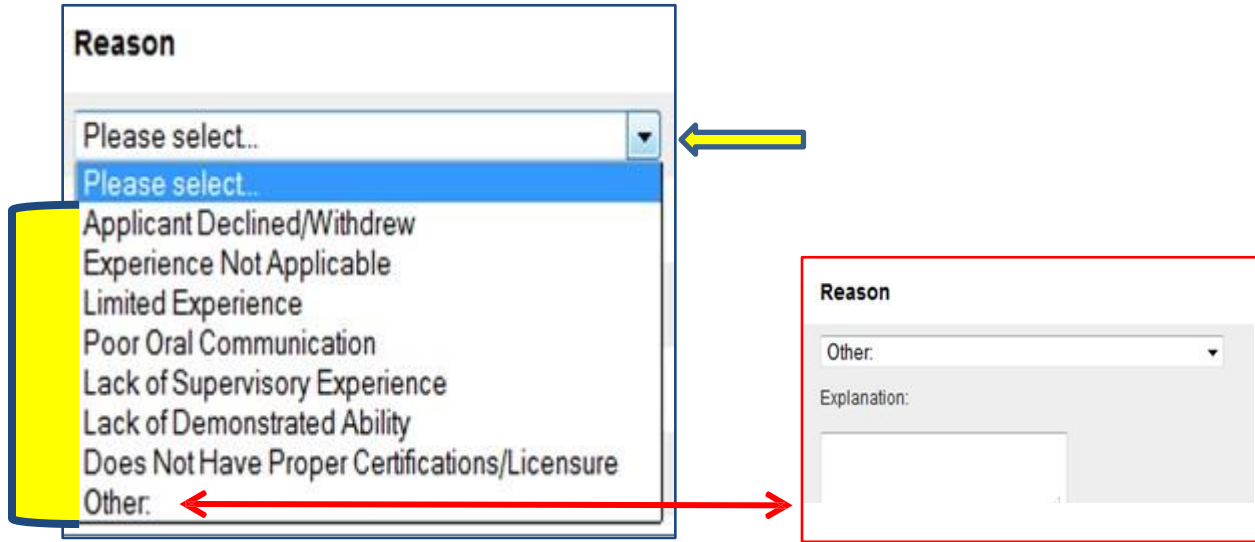 Reason
Please select...
Please select...
Applicant Declined/Withdrew
Experience Not Applicable
Limited Experience
Poor Oral Communication
Lack of Supervisory Experience
Lack of Demonstrated Ability
Does Not Have Proper Certifications/Licensure
Other:
Reason
Other:
Explanation: